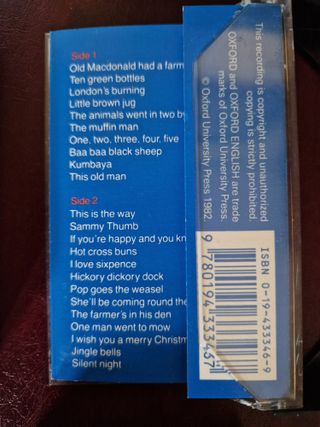 Side 1
Old Macdonald had a farm
Ten green bottles
London's burning
Little brown jug
The animals went in two by
The muffin man
One, two, three, four, five
Baa baa black sheep
Kumbaya
This old man
Side 2
This is the way
Sammy Thumb
If you're happy and you kn
Hot cross buns
I love sixpence
Hickory dickory dock
Pop goes the weasel
She'll be coming round the
The farmer's in his den
One man went to mow
I wish you a merry Christm
Jingle bells
Silent night
This recording is copyright and unauthorized
copying is strictly prohibited.
OXFORD and OXFORD ENGLISH are trade
marks of Oxford University Press.
© Oxford University Press 1982
ISBN 0-19-433346-9
9 780194 333467